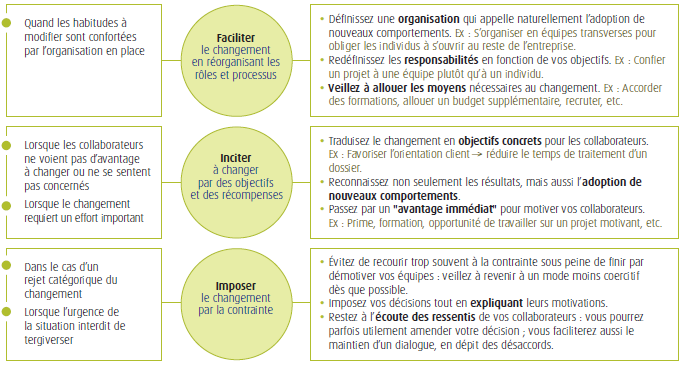 Quand les habitudes à
modifier sont confortées
par l'organisation en place
Faciliter
le changement
en réorganisant les
rôles et processus
• Définissez une organisation qui appelle naturellement l'adoption de
nouveaux comportements. Ex : S'organiser en équipes transverses pour
obliger les individus à s'ouvrir au reste de l'entreprise.
• Redéfinissez les responsabilités en fonction de vos objectifs. Ex : Confier
un projet à une équipe plutôt qu'à un individu.
• Veillez à allouer les moyens nécessaires au changement. Ex : Accorder
des formations, allouer un budget supplémentaire, recruter, etc.
Lorsque les collaborateurs
ne voient pas d'avantage
à changer ou ne se sentent
pas concernés
Lorsque le changement
requiert un effort important
Inciter
à changer
par des objectifs
et des récompenses
• Traduisez le changement en objectifs concrets pour les collaborateurs.
Ex : Favoriser l'orientation client → réduire le temps de traitement d'un
dossier.
• Reconnaissez non seulement les résultats, mais aussi l'adoption de
nouveaux comportements.
• Passez par un "avantage immédiat" pour motiver vos collaborateurs.
Ex : Prime, formation, opportunité de travailler sur un projet motivant, etc.
Dans le cas d'un
rejet catégorique du
changement
Lorsque l'urgence de
la situation interdit de
tergiverser
Imposer
le changement
par la contrainte
• Évitez de recourir trop souvent à la contrainte sous peine de finir par
démotiver vos équipes : veillez à revenir à un mode moins coercitif
dès que possible.
• Imposez vos décisions tout en expliquant leurs motivations.
• Restez à l'écoute des ressentis de vos collaborateurs : vous pourrez
parfois utilement amender votre décision ; vous faciliterez aussi le
maintien d'un dialogue, en dépit des désaccords.